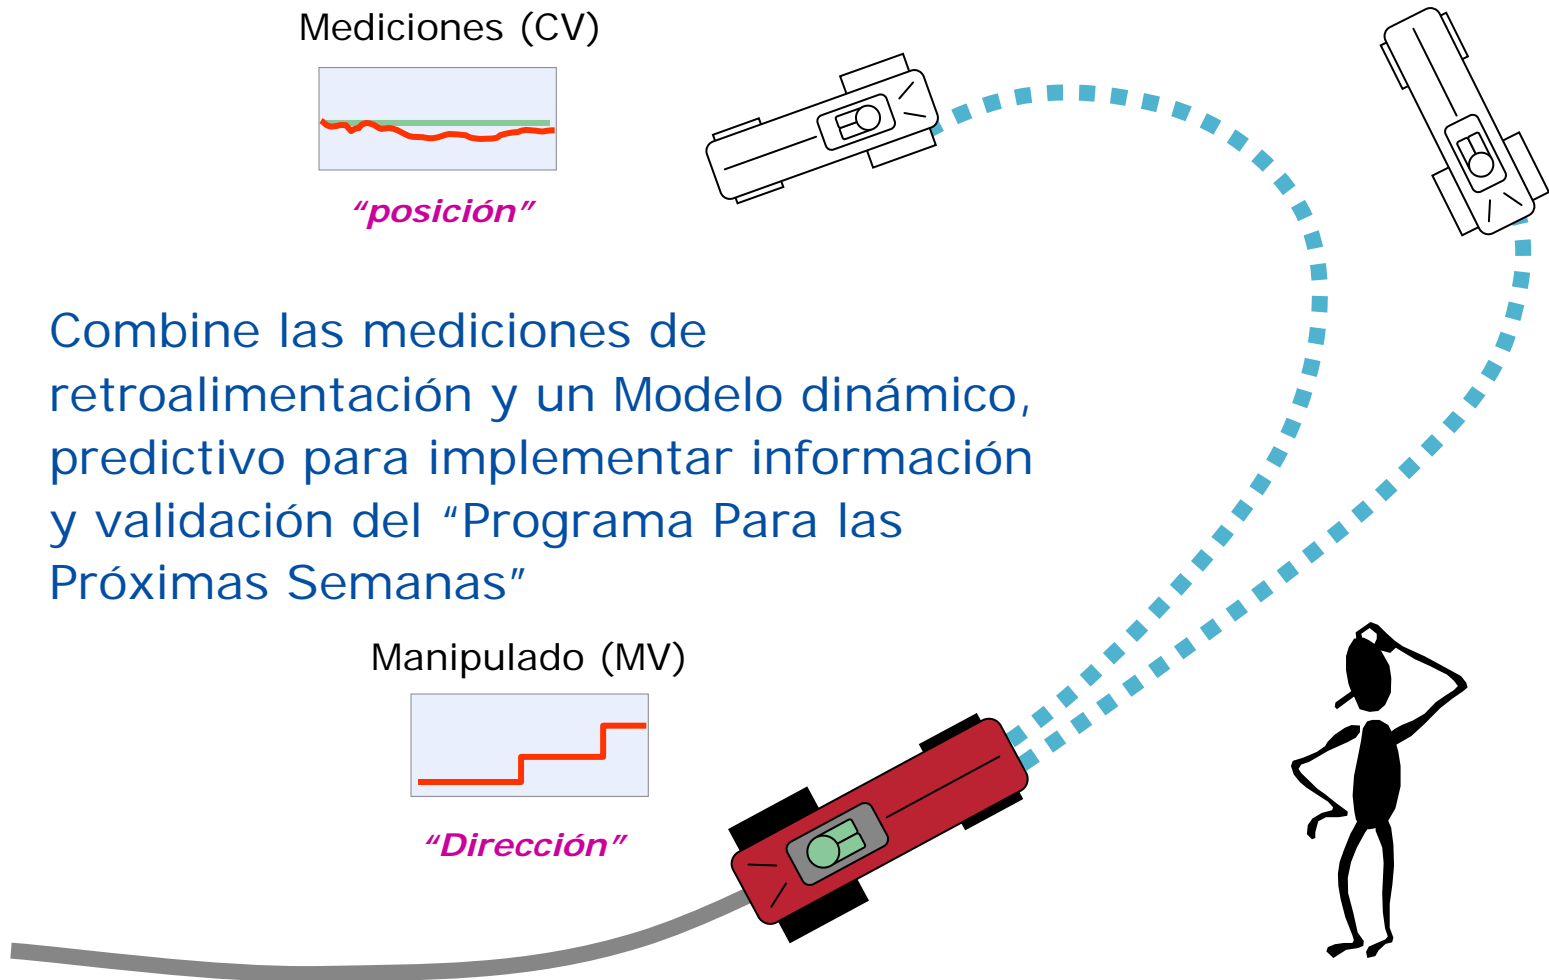 Mediciones (CV)
“posición”
Combine las mediciones de
retroalimentación y un Modelo dinámico,
predictivo para implementar información
y validación del “Programa Para las
Próximas Semanas”
Manipulado (MV)
“Dirección”